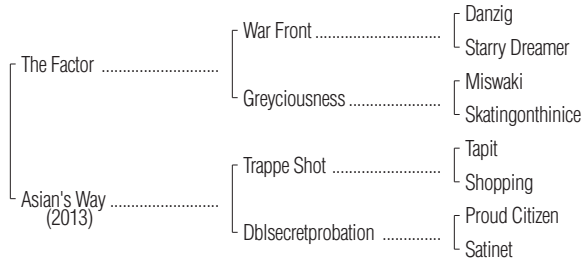 Danzig
War Front
Starry Dreamer
The Factor
Miswaki
Greyciousness
Skatingonthinice
Tapit
Trappe Shot
Shopping
Asian's Way
(2013)
Proud Citizen
Dblsecretprobation
Satinet